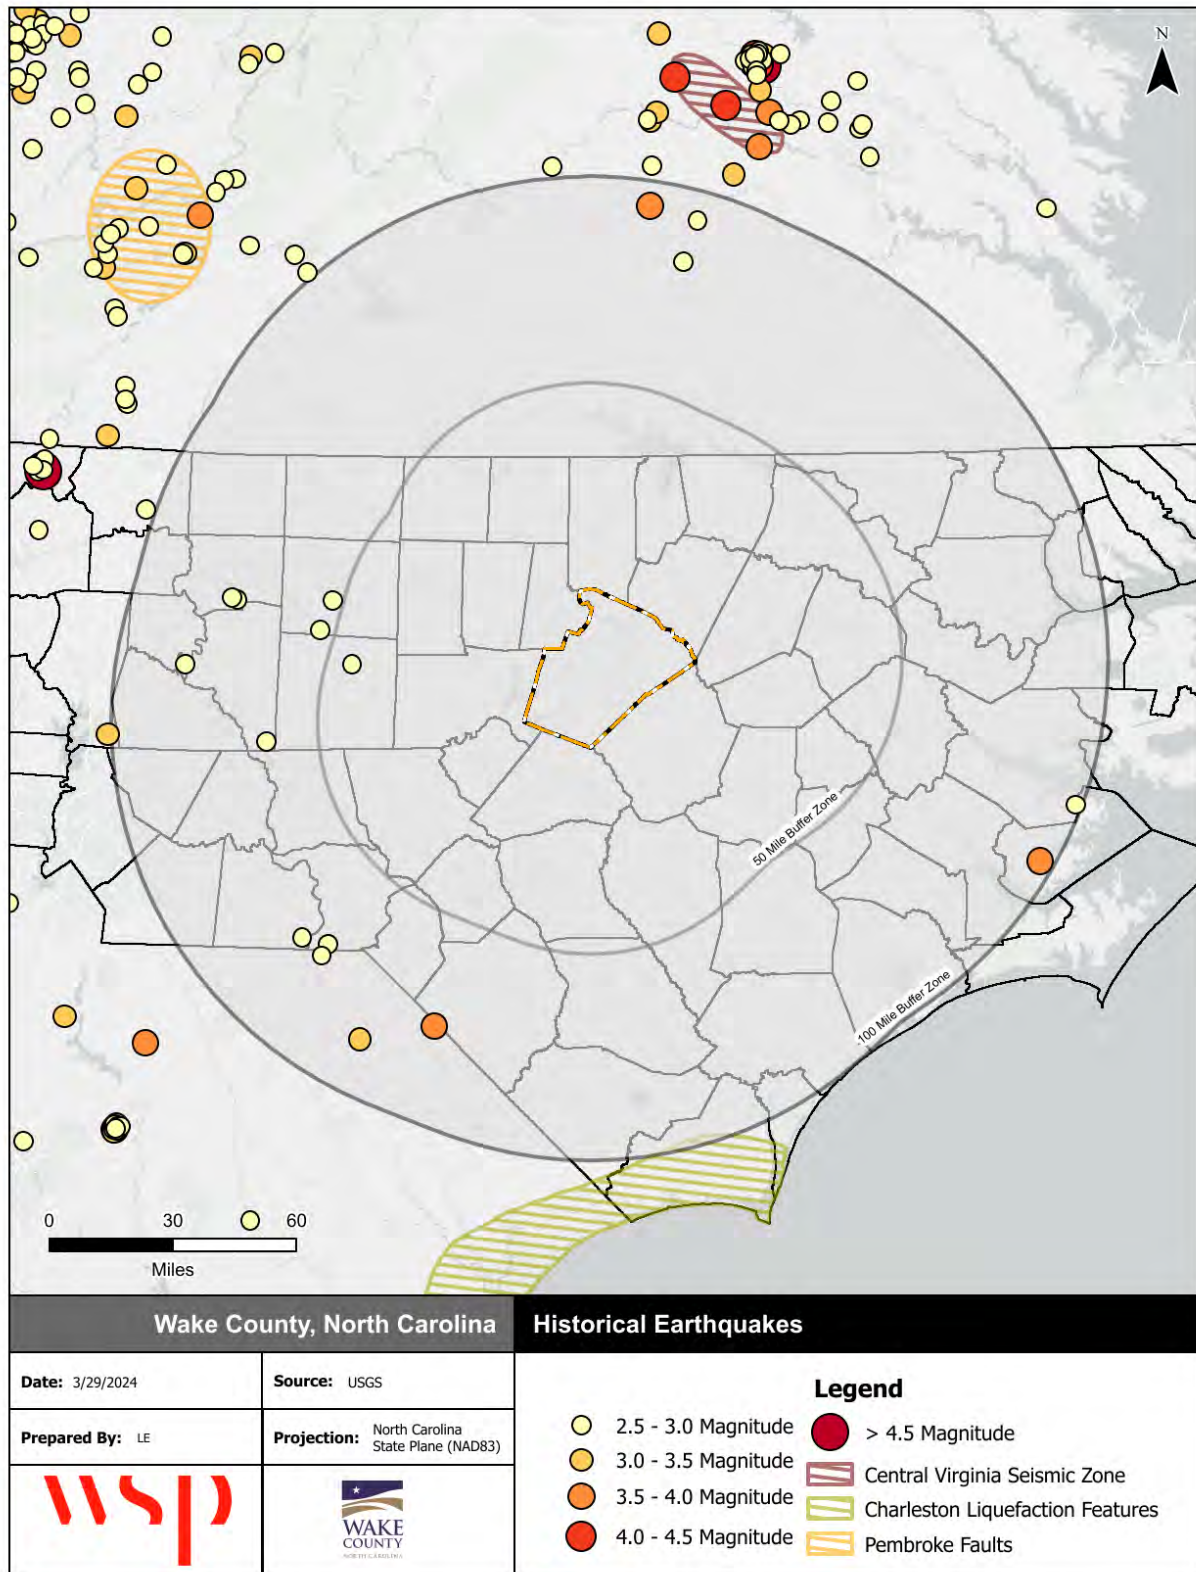 N
50 Mile Buffer Zone
100 Mile Buffer Zone
0 30 60
Miles
Wake County, North Carolina
Historical Earthquakes
Date: 3/29/2024
Source: USGS
Prepared By: LE
Projection: North Carolina
State Plane (NAD83)
wsp
WAKE
COUNTY
NORTH CAROLINA
Legend
2.5 - 3.0 Magnitude
3.0 - 3.5 Magnitude
3.5 - 4.0 Magnitude
4.0 - 4.5 Magnitude
> 4.5 Magnitude
Central Virginia Seismic Zone
Charleston Liquefaction Features
Pembroke Faults